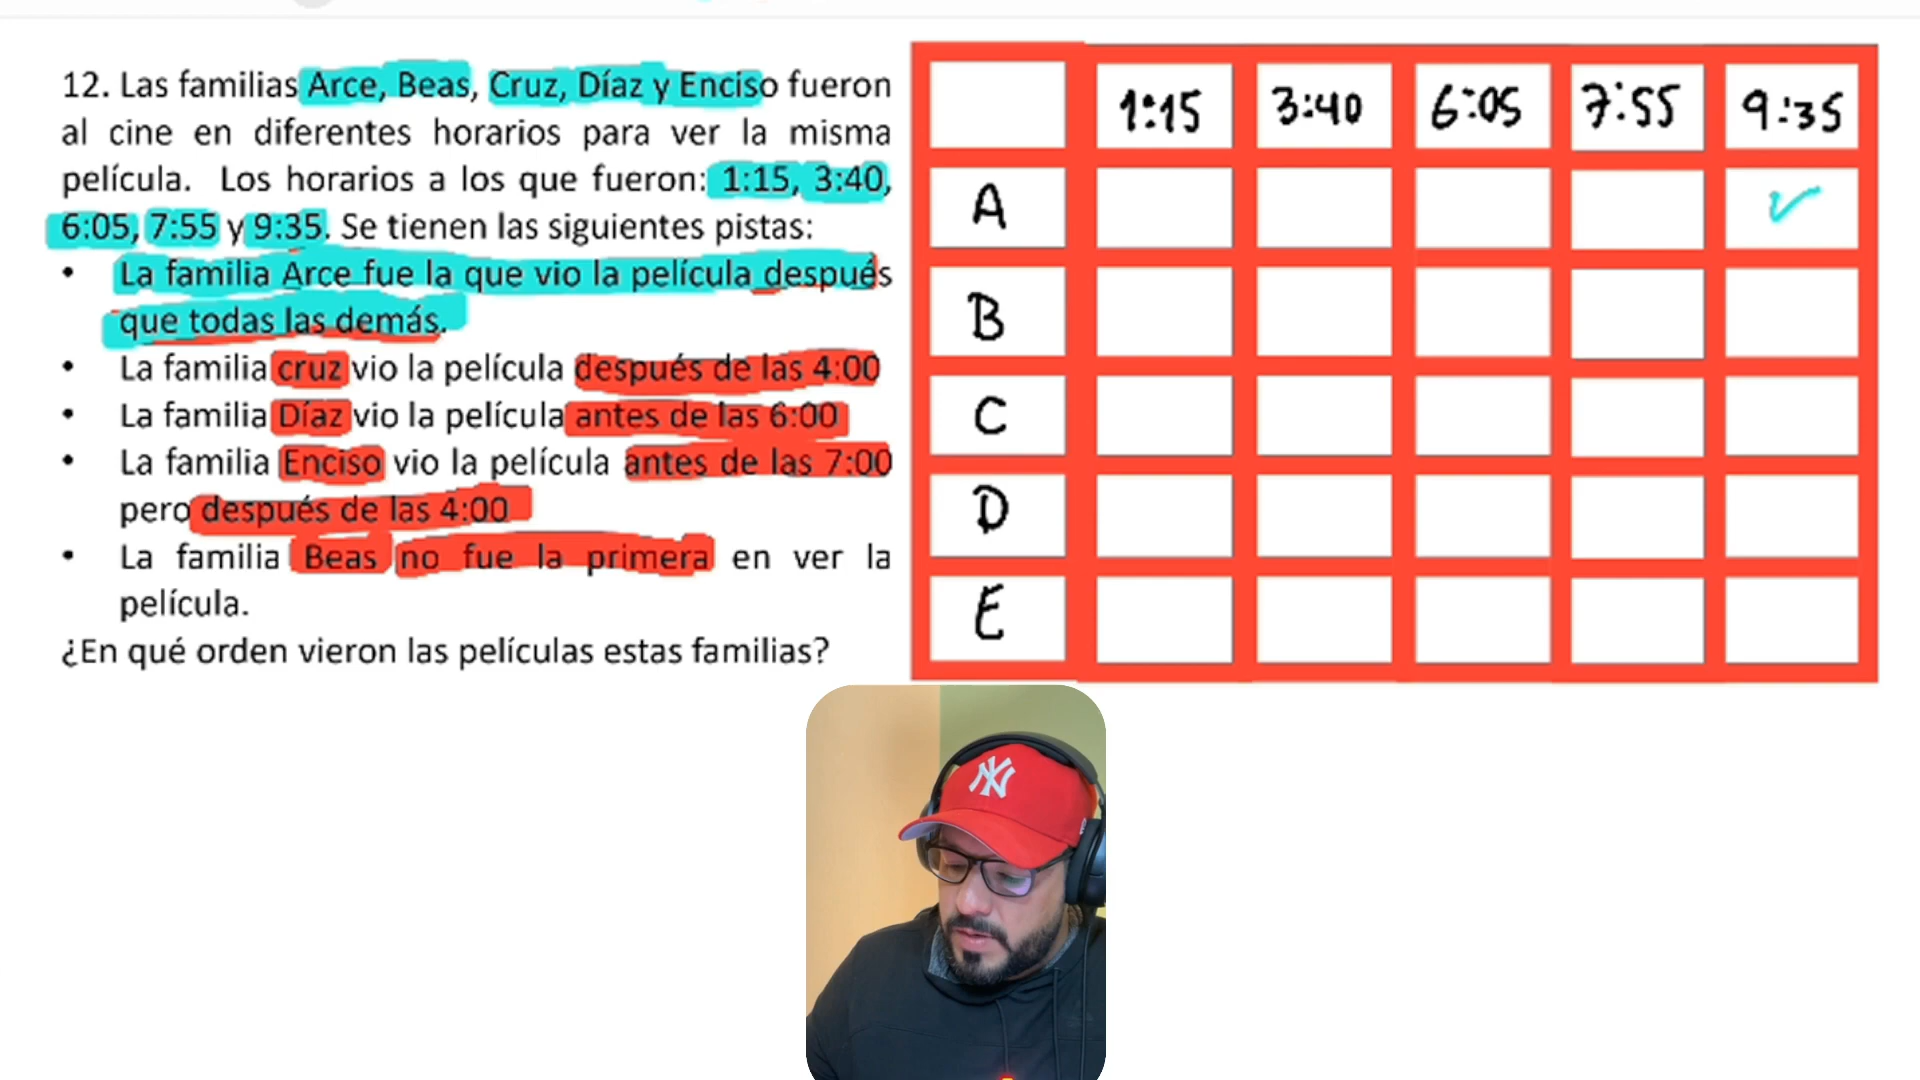 12. Las familias Arce, Beas, Cruz, Díaz y Enciso fueron
al cine en diferentes horarios para ver la misma
película. Los horarios a los que fueron: 1:15, 3:40,
6:05, 7:55 y 9:35. Se tienen las siguientes pistas:
• La familia Arce fue la que vio la película después
que todas las demás.
• La familia cruz vio la película después de las 4:00
• La familia Díaz vio la película antes de las 6:00
• La familia Enciso vio la película antes de las 7:00
pero después de las 4:00
• La familia Beas no fue la primera en ver la
película.
¿En qué orden vieron las películas estas familias?
1:15 3:40 6:05 7:55 9:35
A ✓
B
C
D
E
NY